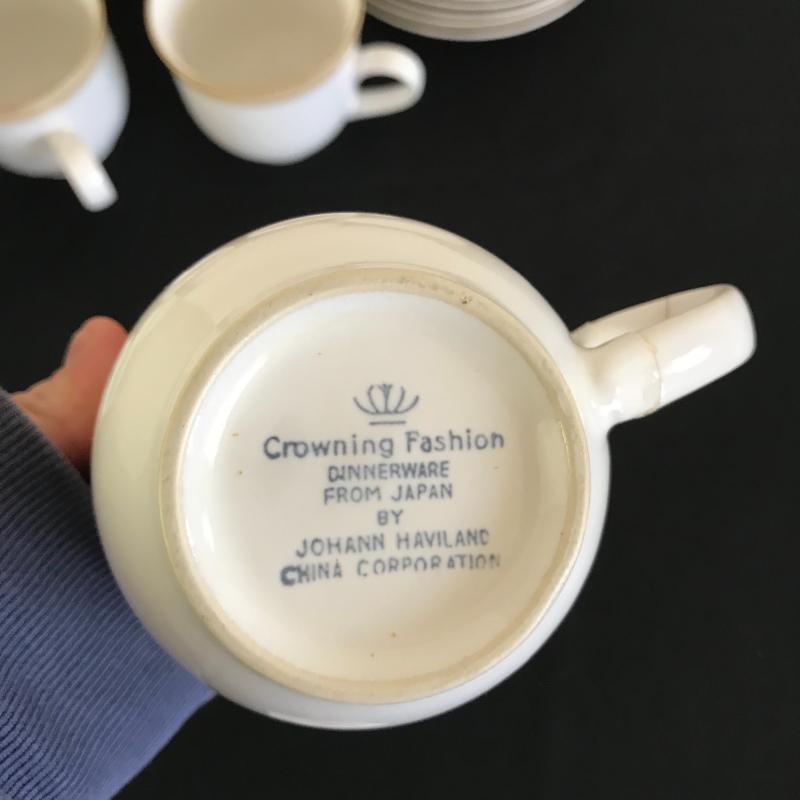 Crowning Fashion
DINNERWARE
FROM JAPAN
BY
JOHANN HAVILAND
CHINA CORPORATION